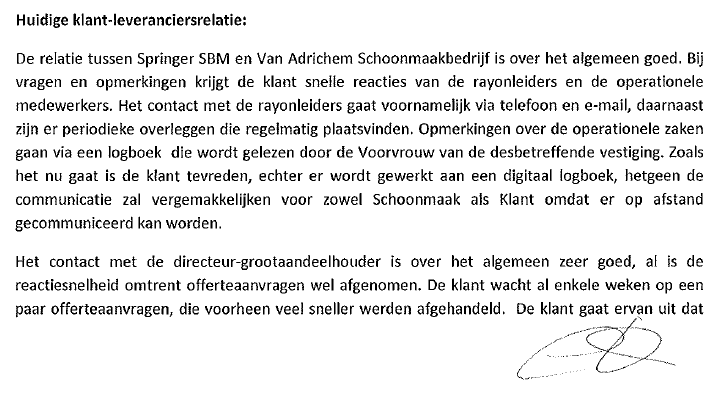 Huidige klant-leveranciersrelatie:
De relatie tussen Springer SBM en Van Adrichem Schoonmaakbedrijf is over het algemeen goed. Bij
vragen en opmerkingen krijgt de klant snelle reacties van de rayonleiders en de operationele
medewerkers. Het contact met de rayonleiders gaat voornamelijk via telefoon en e-mail, daarnaast
zijn er periodieke overleggen die regelmatig plaatsvinden. Opmerkingen over de operationele zaken
gaan via een logboek die wordt gelezen door de Voorvrouw van de desbetreffende vestiging. Zoals
het nu gaat is de klant tevreden, echter er wordt gewerkt aan een digitaal logboek, hetgeen de
communicatie zal vergemakkelijken voor zowel Schoonmaak als Klant omdat er op afstand
gecommuniceerd kan worden.
Het contact met de directeur-grootaandeelhouder is over het algemeen zeer goed, al is de
reactiesnelheid omtrent offerteaanvragen wel afgenomen. De klant wacht al enkele weken op een
paar offerteaanvragen, die voorheen veel sneller werden afgehandeld. De klant gaat ervan uit dat